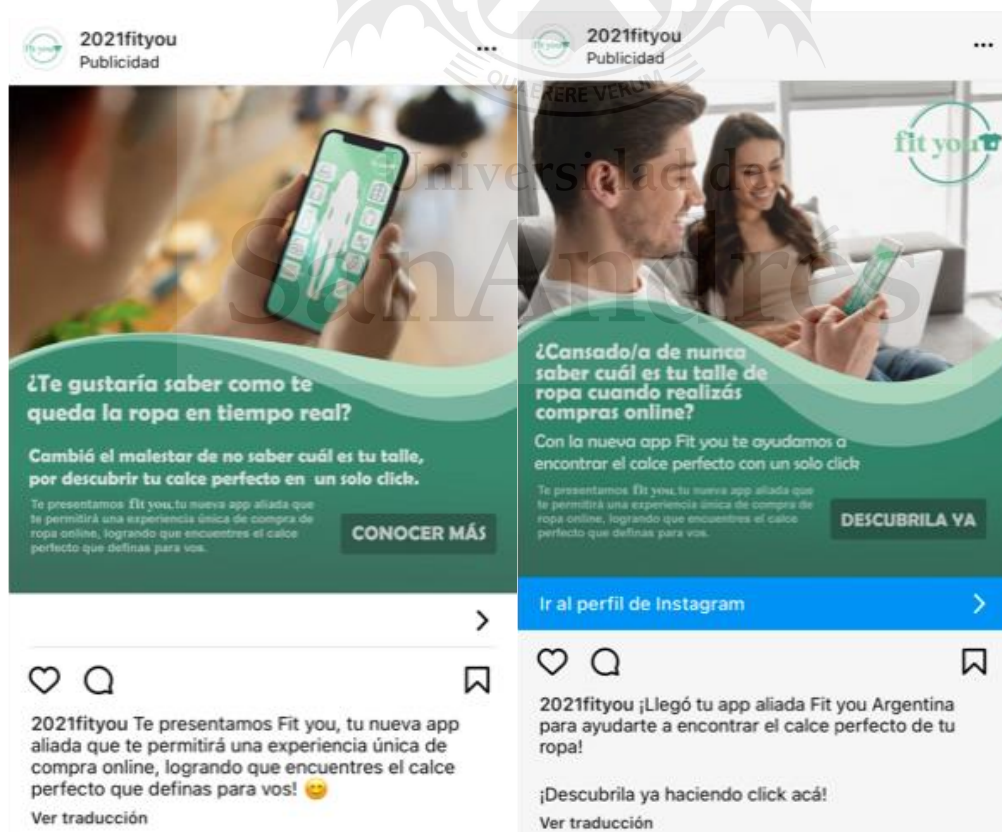 2021fityou
Publicidad
¿Te gustaría saber como te
queda la ropa en tiempo real?
Cambiá el malestar de no saber cuál es tu talle,
por descubrir tu calce perfecto en un solo click.
Te presentamos fit you, tu nueva app aliada que
te permitirá una experiencia única de compra de
ropa online, logrando que encuentres el calce
perfecto que definas para vos.
CONOCER MÁS
2021fityou Te presentamos Fit you, tu nueva app
aliada que te permitirá una experiencia única de
compra online, logrando que encuentres el calce
perfecto que definas para vos! 😊
Ver traducción
2021fityou
Publicidad
fit you
¿Cansado/a de nunca
saber cuál es tu talle de
ropa cuando realizás
compras online?
Con la nueva app Fit you te ayudamos a
encontrar el calce perfecto con un solo click
Te presentamos fit you, tu nueva app aliada que
te permitirá una experiencia única de compra de
ropa online, logrando que encuentres el calce
perfecto que definas para vos.
DESCUBRILA YA
Ir al perfil de Instagram
2021fityou ¡Llegó tu app aliada Fit you Argentina
para ayudarte a encontrar el calce perfecto de tu
ropa!
¡Descubrila ya haciendo click acá!
Ver traducción
QUAERERE VERUM
Universidad de
SanAndrés